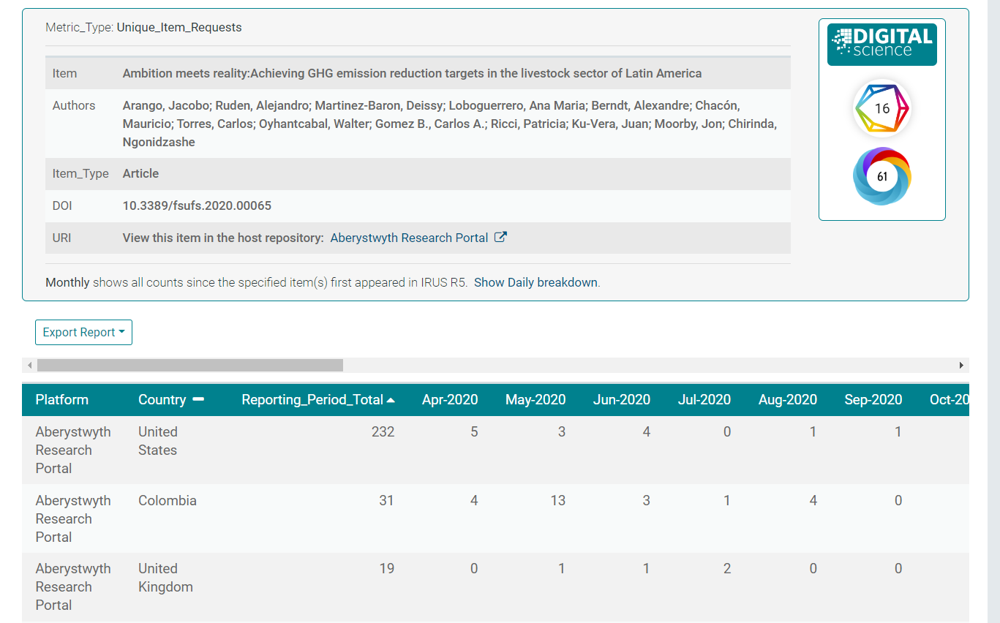 Metric_Type: Unique_Item_Requests
DIGITAL
science
Item Ambition meets reality:Achieving GHG emission reduction targets in the livestock sector of Latin America
Authors Arango, Jacobo; Ruden, Alejandro; Martinez-Baron, Deissy; Loboguerrero, Ana Maria; Berndt, Alexandre; Chacón,
Mauricio; Torres, Carlos; Oyhantcabal, Walter; Gomez B., Carlos A.; Ricci, Patricia; Ku-Vera, Juan; Moorby, Jon; Chirinda,
Ngonidzashe
16
Item_Type Article
61
DOI 10.3389/fsufs.2020.00065
URI View this item in the host repository: Aberystwyth Research Portal
Monthly shows all counts since the specified item(s) first appeared in IRUS R5. Show Daily breakdown.
Export Report
Platform Country Reporting_Period_Total Apr-2020 May-2020 Jun-2020 Jul-2020 Aug-2020 Sep-2020 Oct-20
Aberystwyth United 232 5 3 4 0 1 1
Research States
Portal
Aberystwyth Colombia 31 4 13 3 1 4 0
Research
Portal
Aberystwyth United 19 0 1 1 2 0 0
Research Kingdom
Portal